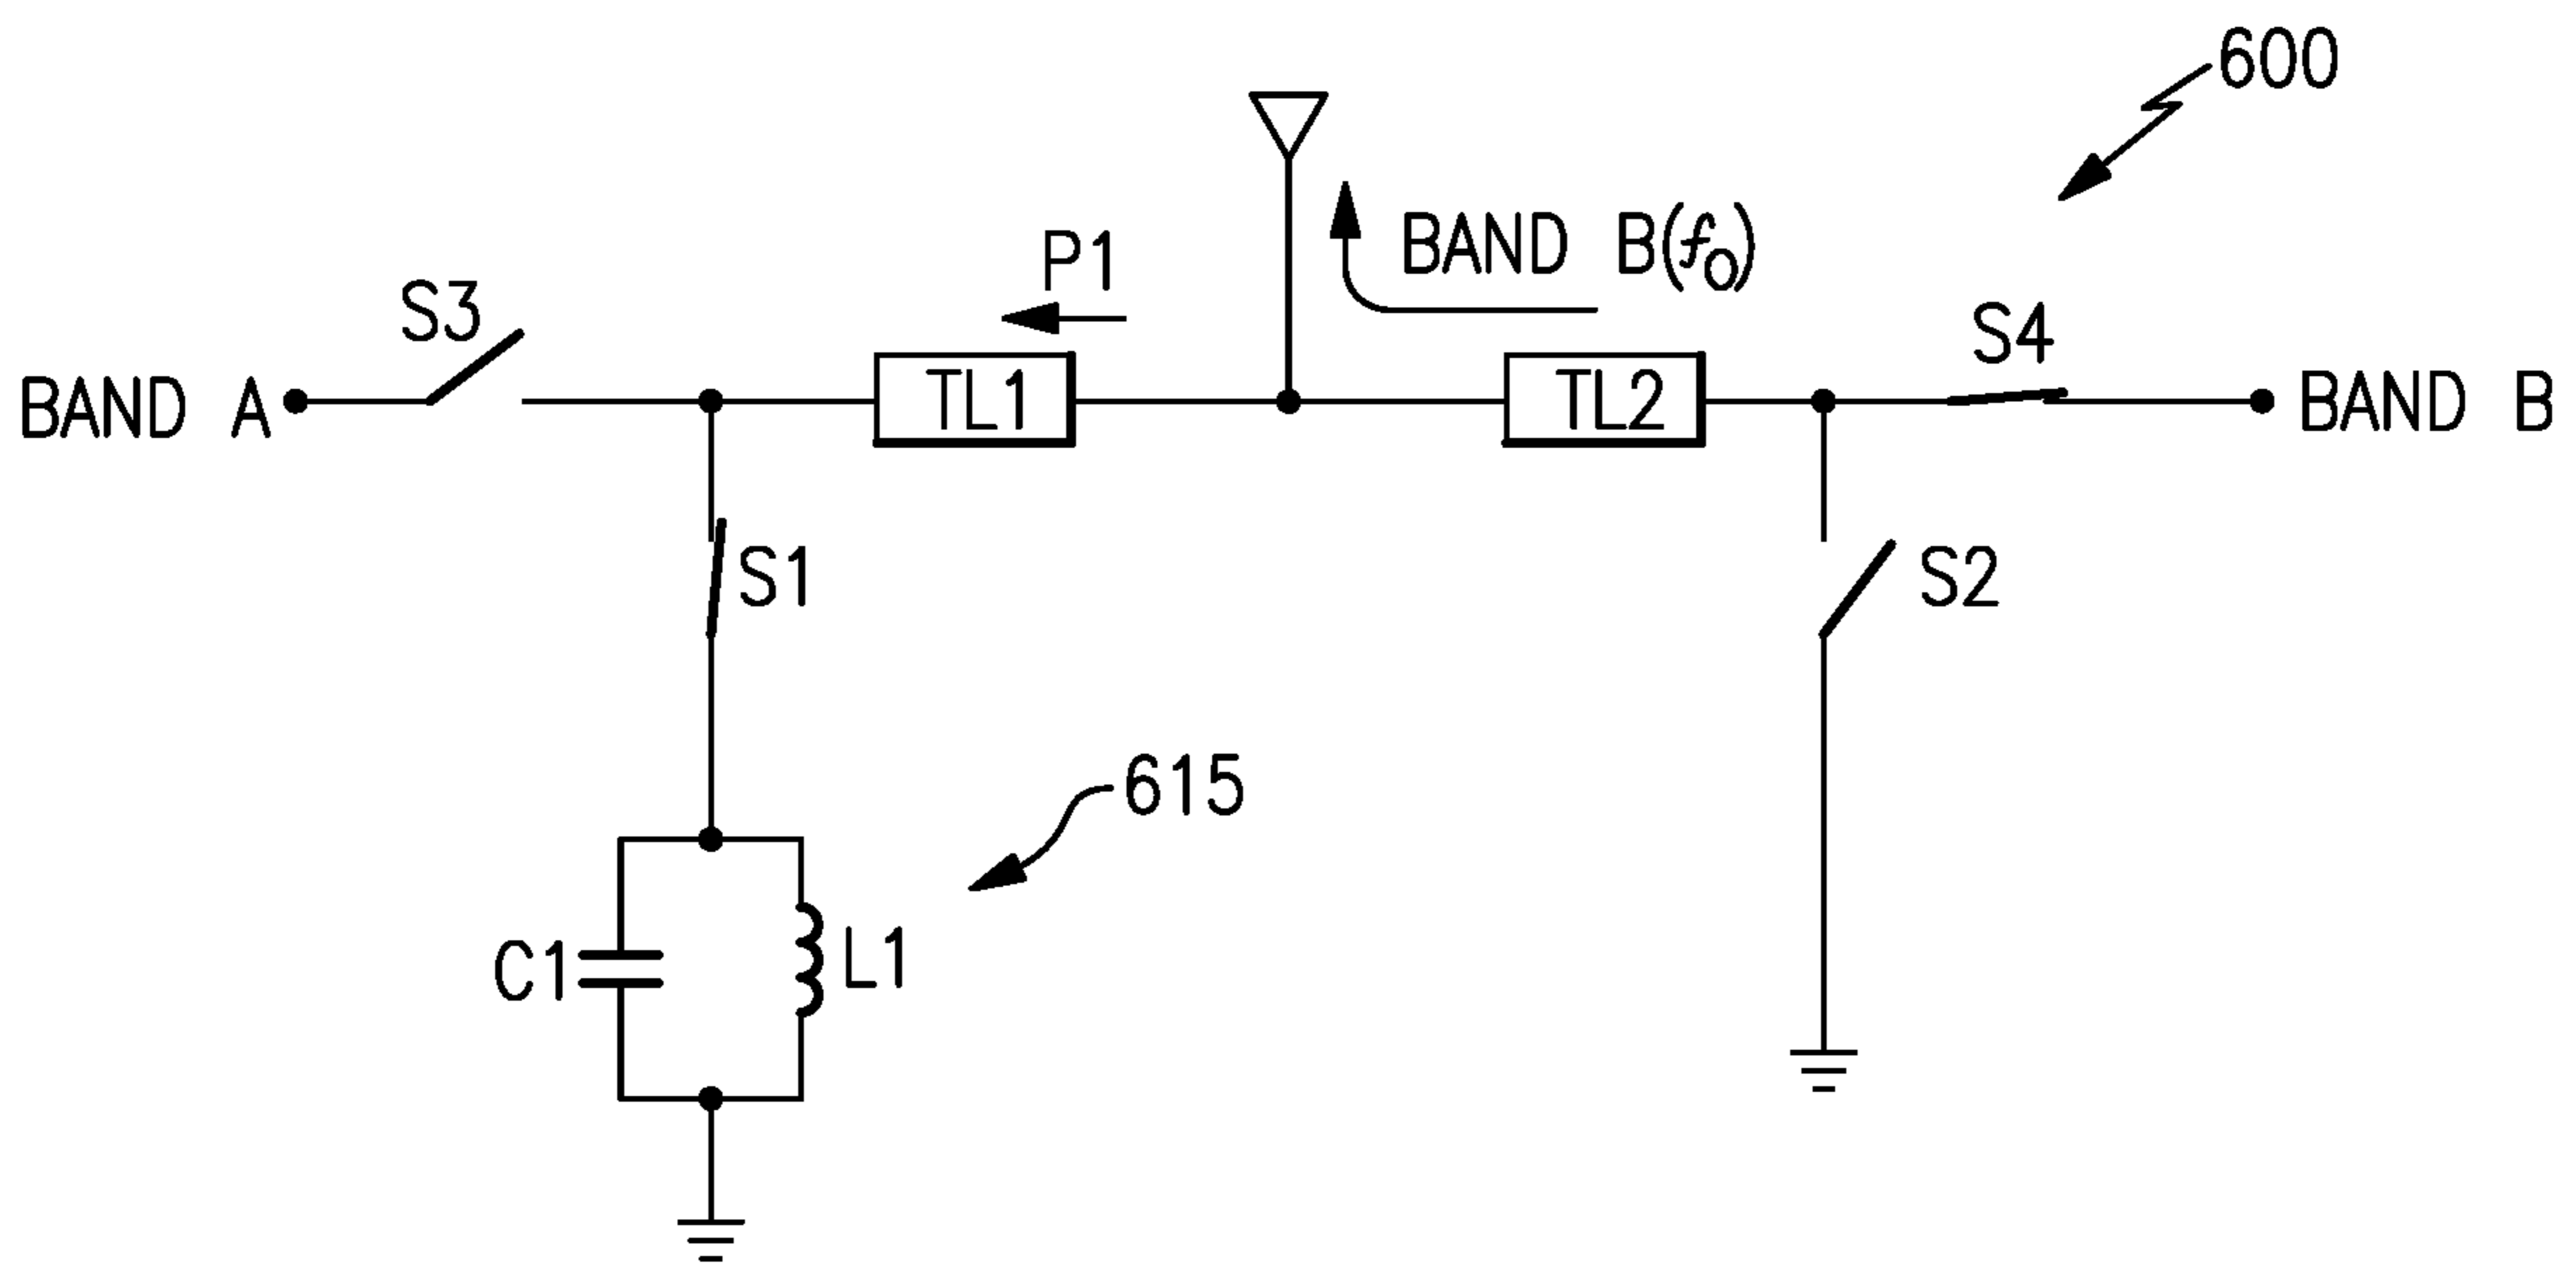 600
BAND B(f0)
P1
S3
S4
BAND A
TL1
TL2
BAND B
S1
S2
615
C1
L1